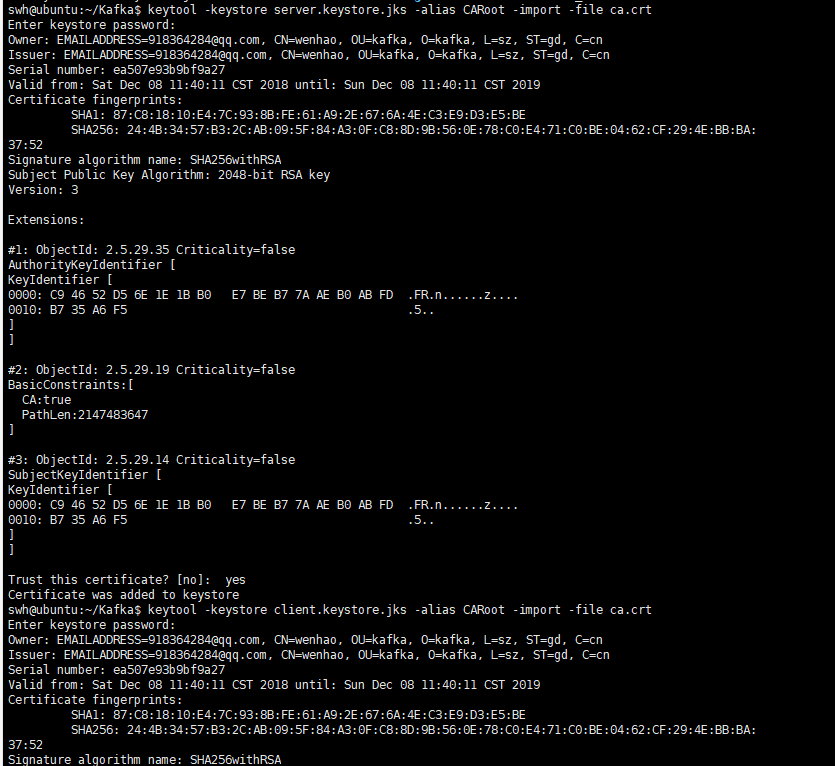 swh@ubuntu:~/Kafka$ keytool -keystore server.keystore.jks -alias CARoot -import -file ca.crt
Enter keystore password:
Owner: EMAILADDRESS=918364284@qq.com, CN=wenhao, OU=kafka, O=kafka, L=sz, ST=gd, C=cn
Issuer: EMAILADDRESS=918364284@qq.com, CN=wenhao, OU=kafka, O=kafka, L=sz, ST=gd, C=cn
Serial number: ea507e93b9bf9a27
Valid from: Sat Dec 08 11:40:11 CST 2018 until: Sun Dec 08 11:40:11 CST 2019
Certificate fingerprints:
         SHA1: 87:C8:18:10:E4:7C:93:8B:FE:61:A9:2E:67:6A:4E:C3:E9:D3:E5:BE
         SHA256: 24:4B:34:57:B3:2C:AB:09:5F:84:A3:0F:C8:8D:9B:56:0E:78:C0:E4:71:C0:BE:04:62:CF:29:4E:BB:BA:
37:52
Signature algorithm name: SHA256withRSA
Subject Public Key Algorithm: 2048-bit RSA key
Version: 3
Extensions:
#1: ObjectId: 2.5.29.35 Criticality=false
AuthorityKeyIdentifier [
KeyIdentifier [
0000: C9 46 52 D5 6E 1E 1B B0   E7 BE B7 7A AE B0 AB FD  .FR.n......z....
0010: B7 35 A6 F5                                        .5..
]
]
#2: ObjectId: 2.5.29.19 Criticality=false
BasicConstraints:[
  CA:true
  PathLen:2147483647
]
#3: ObjectId: 2.5.29.14 Criticality=false
SubjectKeyIdentifier [
KeyIdentifier [
0000: C9 46 52 D5 6E 1E 1B B0   E7 BE B7 7A AE B0 AB FD  .FR.n......z....
0010: B7 35 A6 F5                                        .5..
]
]
Trust this certificate? [no]:  yes
Certificate was added to keystore
swh@ubuntu:~/Kafka$ keytool -keystore client.keystore.jks -alias CARoot -import -file ca.crt
Enter keystore password:
Owner: EMAILADDRESS=918364284@qq.com, CN=wenhao, OU=kafka, O=kafka, L=sz, ST=gd, C=cn
Issuer: EMAILADDRESS=918364284@qq.com, CN=wenhao, OU=kafka, O=kafka, L=sz, ST=gd, C=cn
Serial number: ea507e93b9bf9a27
Valid from: Sat Dec 08 11:40:11 CST 2018 until: Sun Dec 08 11:40:11 CST 2019
Certificate fingerprints:
         SHA1: 87:C8:18:10:E4:7C:93:8B:FE:61:A9:2E:67:6A:4E:C3:E9:D3:E5:BE
         SHA256: 24:4B:34:57:B3:2C:AB:09:5F:84:A3:0F:C8:8D:9B:56:0E:78:C0:E4:71:C0:BE:04:62:CF:29:4E:BB:BA:
37:52
Signature algorithm name: SHA256withRSA